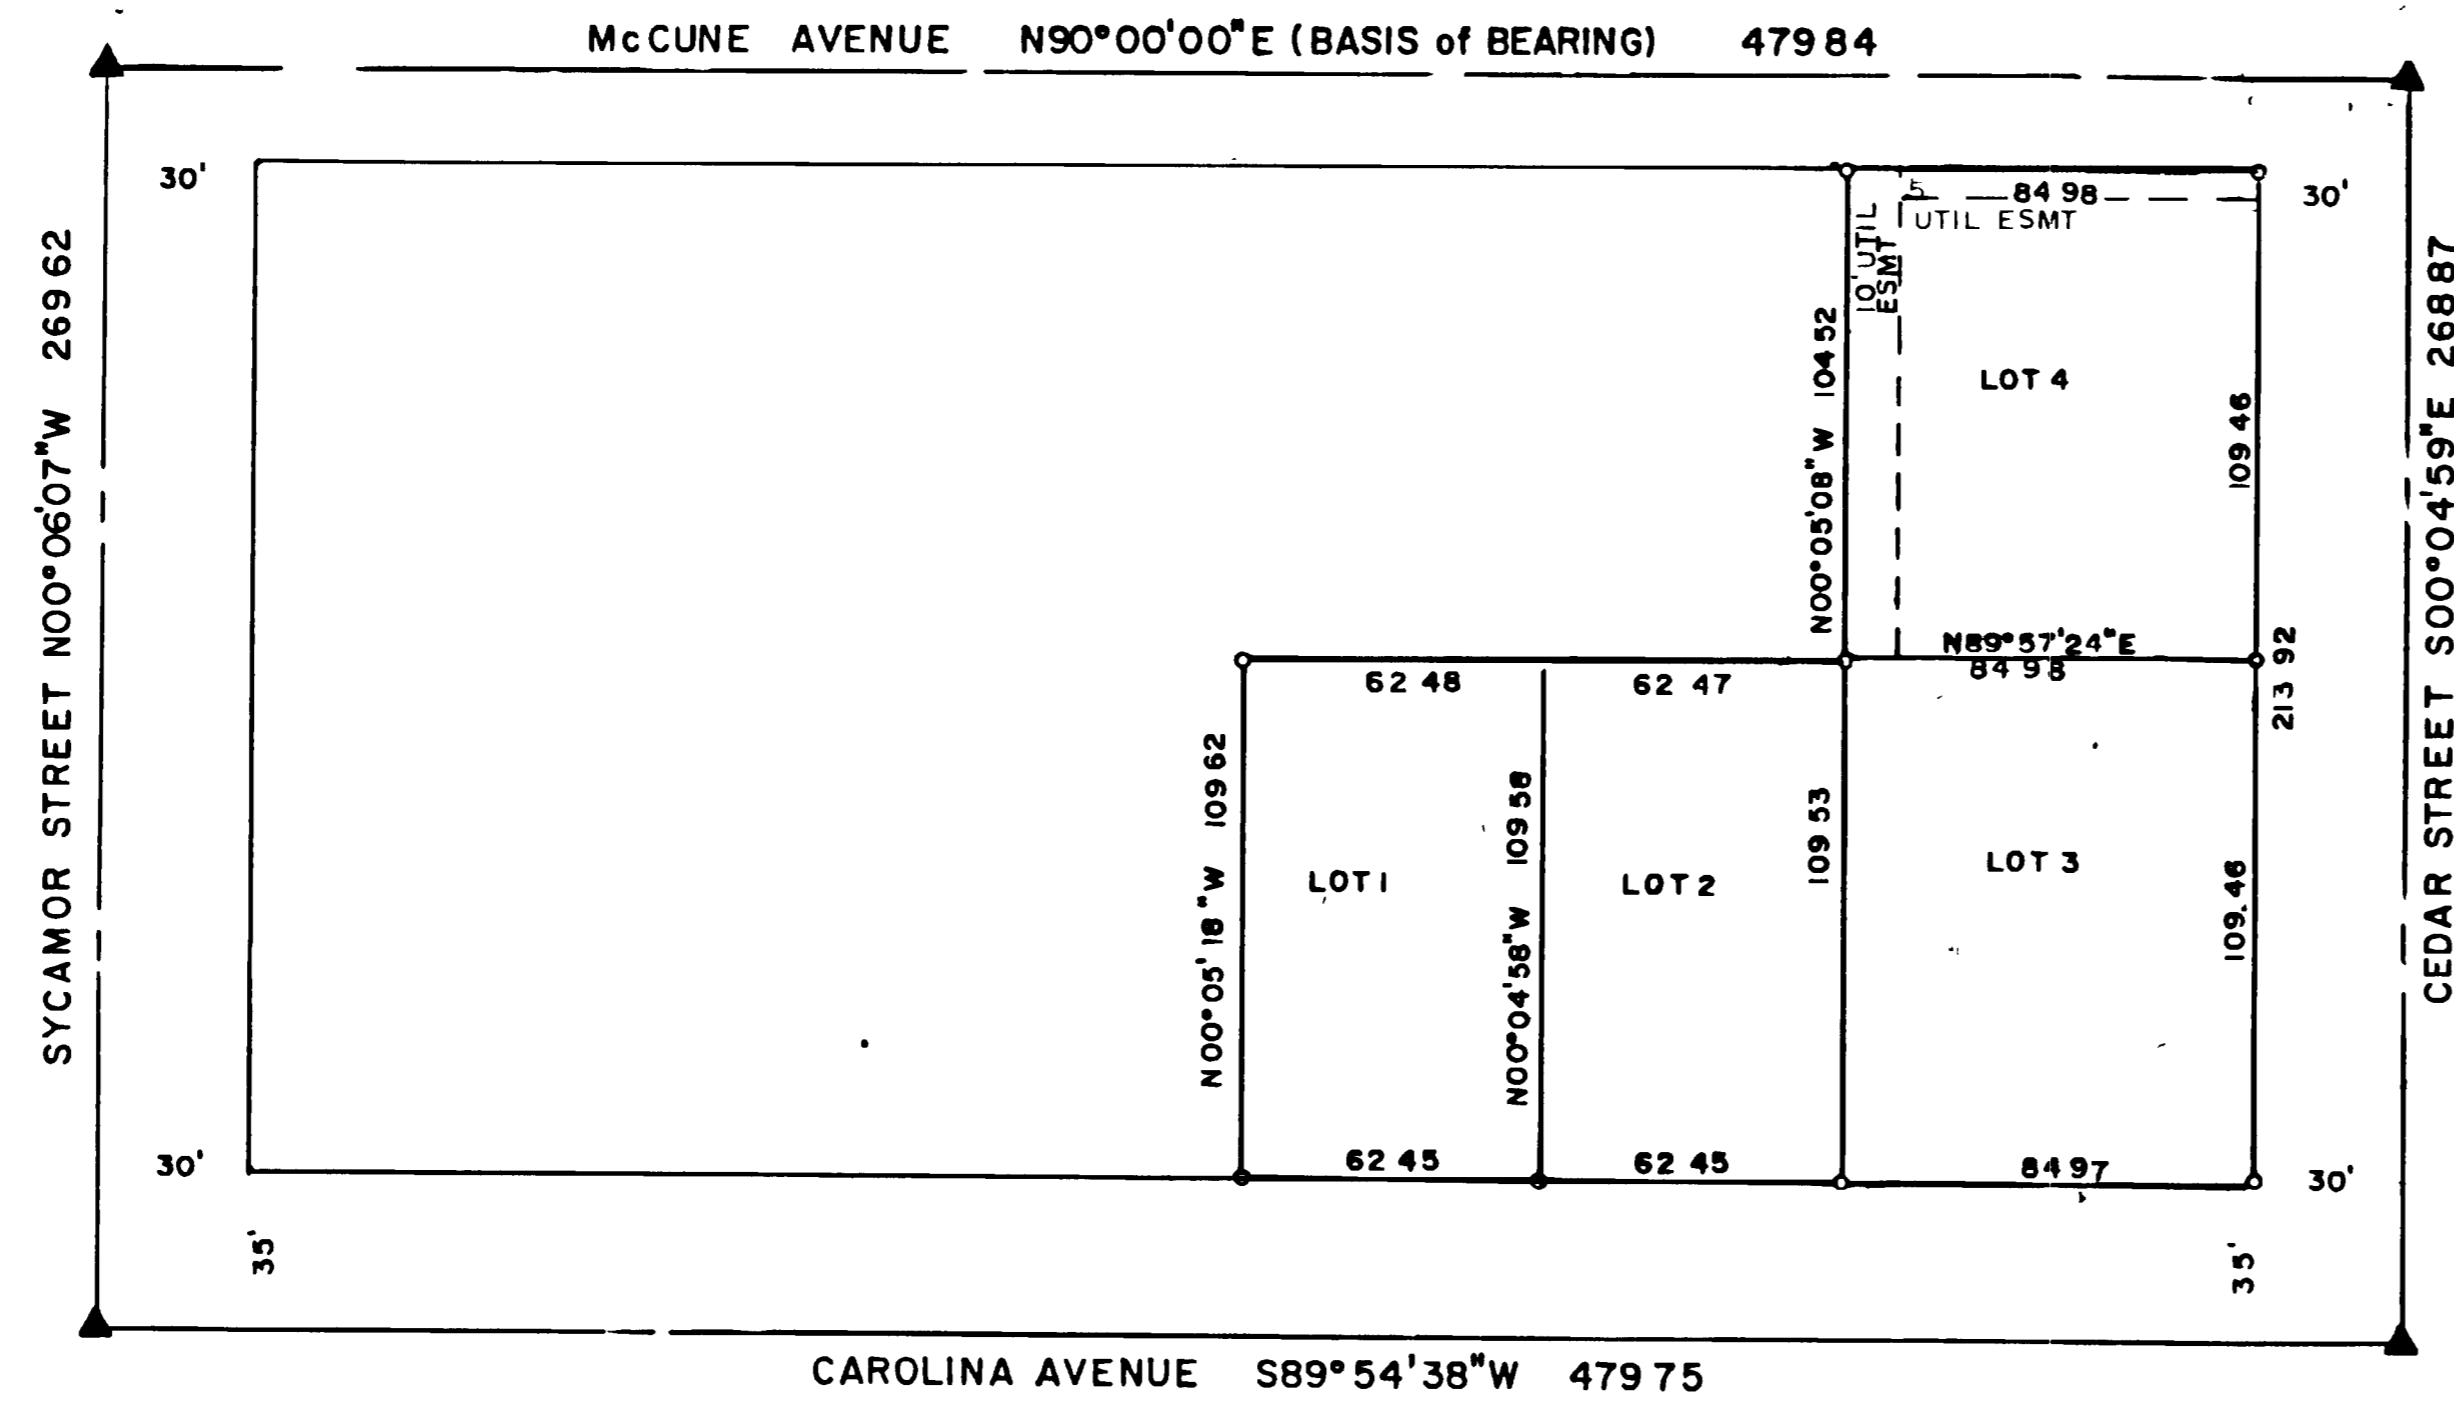 McCUNE AVENUE N90°00'00"E (BASIS of BEARING) 479 84
30'
30'
5
84 98
UTIL ESMT
10' UTIL
ESMT
SYCAMOR STREET N00°06'07"W 269 62
CEDAR STREET S00°04'59"E 268 87
N00°05'08"W 104 52
LOT 4
109 46
N89°57'24"E
84 98
213 92
62 48
62 47
N00°05'18"W 109 62
N00°04'58"W 109 58
109 53
LOT 1
LOT 2
LOT 3
109.46
62 45
62 45
84 97
30'
30'
35'
35'
CAROLINA AVENUE S89°54'38"W 479 75